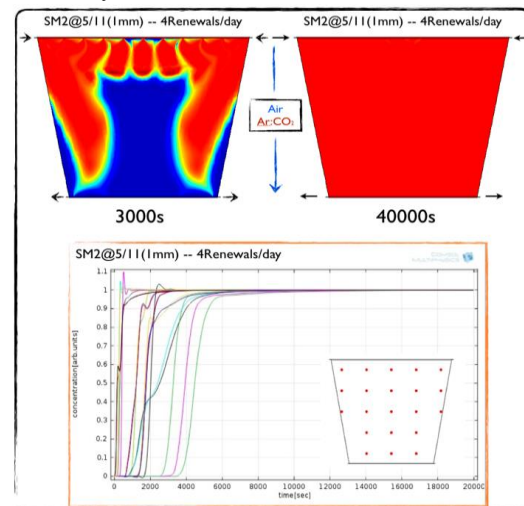 SM2@5/11(1mm) -- 4Renewals/day
SM2@5/11(1mm) -- 4Renewals/day
Air
Ar:CO₂
3000s
40000s
SM2@5/11(1mm) -- 4Renewals/day
1.1
1
0.9
0.8
0.7
0.6
0.5
0.4
0.3
0.2
0.1
0
concentration[arb.units]
0 2000 4000 6000 8000 10000 12000 14000 16000 18000 20000
time[sec]